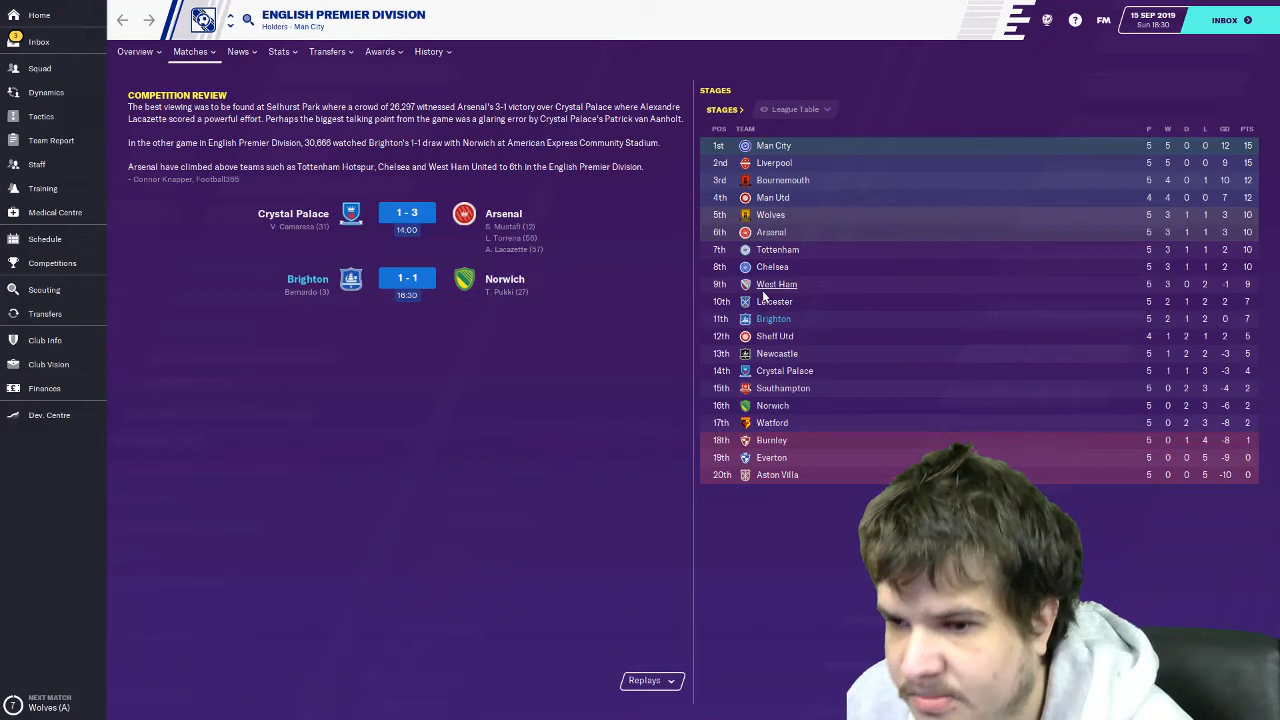 Home
ENGLISH PREMIER DIVISION
Holders - Man City
FM
15 SEP 2019
Sun 18:30
INBOX
3
Inbox
Squad
Dynamics
Tactics
Team Report
Staff
Training
Medical Centre
Schedule
Competitions
Scouting
Transfers
Club Info
Club Vision
Finances
Dev. Centre
7
NEXT MATCH
Wolves (A)
Overview Matches News Stats Transfers Awards History
COMPETITION REVIEW
The best viewing was to be found at Selhurst Park where a crowd of 26,297 witnessed Arsenal's 3-1 victory over Crystal Palace where Alexandre
Lacazette scored a powerful effort. Perhaps the biggest talking point from the game was a glaring error by Crystal Palace's Patrick van Aanholt.
In the other game in English Premier Division, 30,666 watched Brighton's 1-1 draw with Norwich at American Express Community Stadium.
Arsenal have climbed above teams such as Tottenham Hotspur, Chelsea and West Ham United to 6th in the English Premier Division.
- Connor Knapper, Football365
Crystal Palace 1 - 3 Arsenal
V. Camarasa (31) 14:00 S. Mustafi (12)
L. Torreira (56)
A. Lacazette (57)
Brighton 1 - 1 Norwich
Bernardo (3) 16:30 T. Pukki (27)
Replays
STAGES
STAGES > League Table
POS TEAM P W D L GD PTS
1st Man City 5 5 0 0 12 15
2nd Liverpool 5 5 0 0 9 15
3rd Bournemouth 5 4 0 1 10 12
4th Man Utd 4 4 0 0 7 12
5th Wolves 5 3 1 1 3 10
6th Arsenal 5 3 1 1 3 10
7th Tottenham 5 3 1 1 2 10
8th Chelsea 5 3 1 1 2 10
9th West Ham 5 3 0 2 -1 9
10th Leicester 5 2 1 2 2 7
11th Brighton 5 2 1 2 0 7
12th Sheff Utd 4 1 2 1 2 5
13th Newcastle 5 1 2 2 -3 5
14th Crystal Palace 5 1 1 3 -3 4
15th Southampton 5 0 2 3 -4 2
16th Norwich 5 0 2 3 -6 2
17th Watford 5 0 2 3 -8 2
18th Burnley 5 0 1 4 -8 1
19th Everton 5 0 0 5 -9 0
20th Aston Villa 5 0 0 5 -10 0